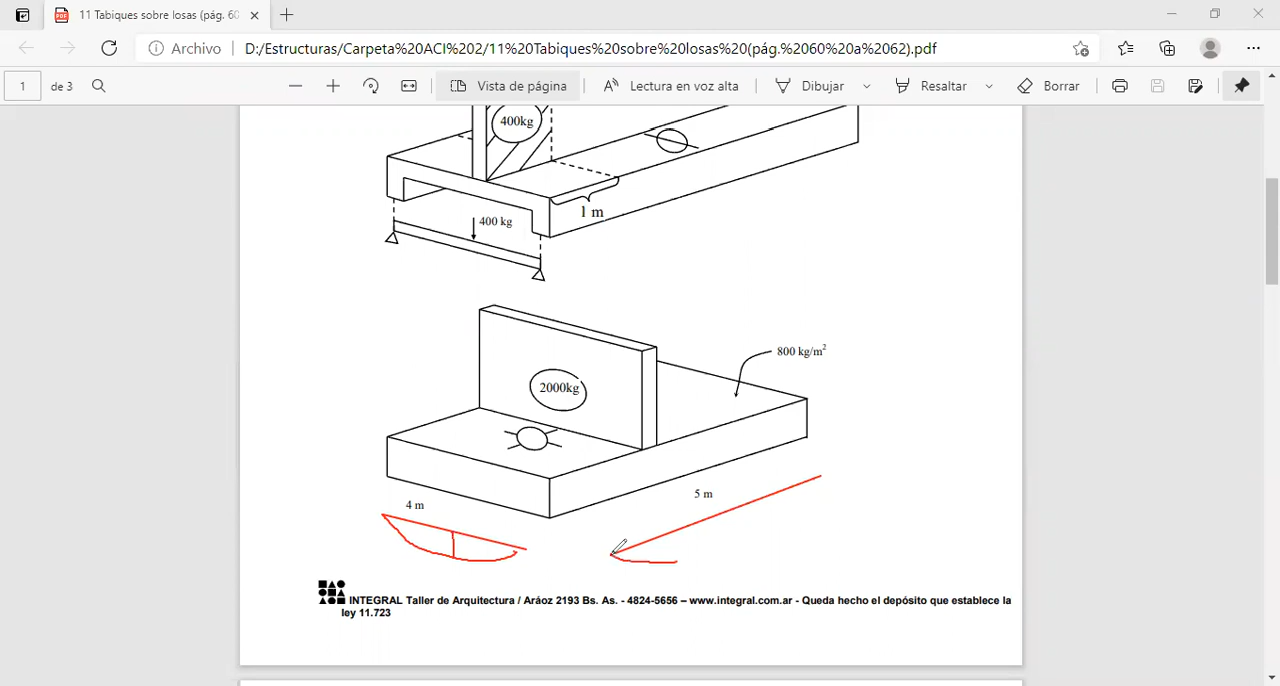 11 Tabiques sobre losas (pág. 60
Archivo
D:/Estructuras/Carpeta%20ACI%202/11%20Tabiques%20sobre%20losas%20(pág.%2060%20a%2062).pdf
1 de 3
Vista de página
Lectura en voz alta
Dibujar
Resaltar
Borrar
400kg
1 m
400 kg
800 kg/m²
2000kg
4 m
5 m
INTEGRAL Taller de Arquitectura / Aráoz 2193 Bs. As. - 4824-5656 – www.integral.com.ar - Queda hecho el depósito que establece la
ley 11.723